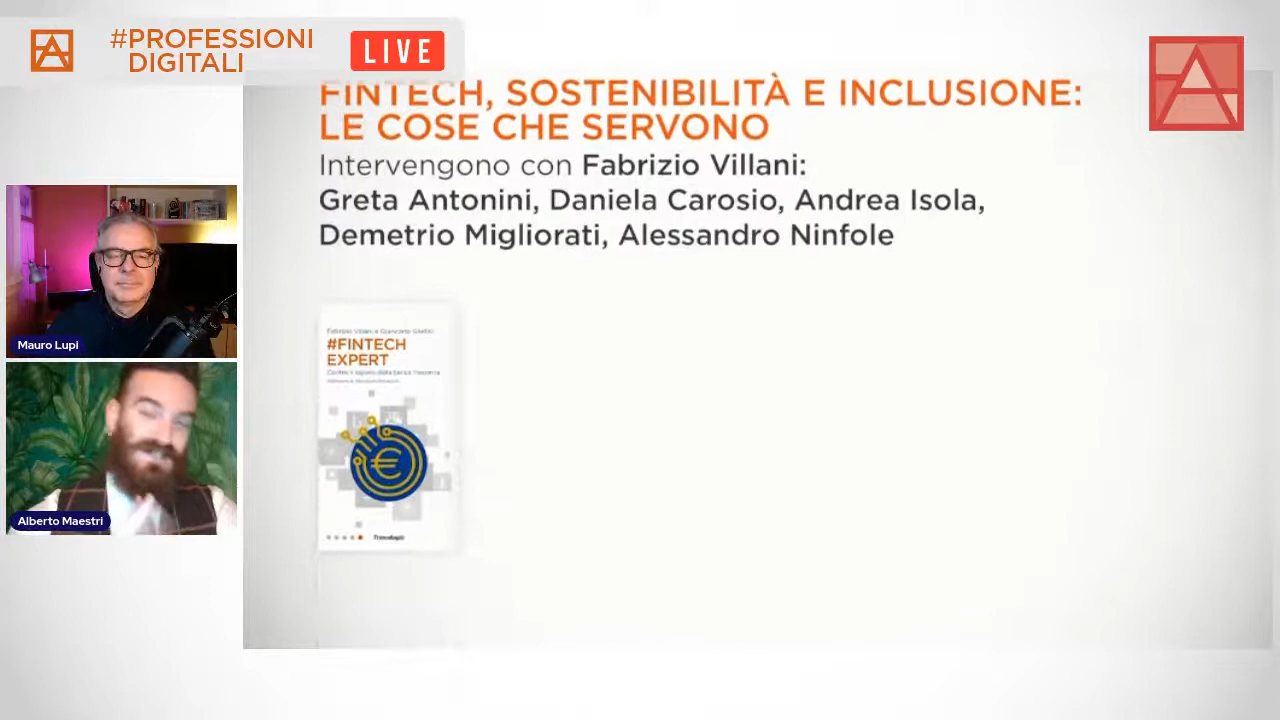 #PROFESSIONI
DIGITALI
LIVE
FINTECH, SOSTENIBILITÀ E INCLUSIONE:
LE COSE CHE SERVONO
Intervengono con Fabrizio Villani:
Greta Antonini, Daniela Carosio, Andrea Isola,
Demetrio Migliorati, Alessandro Ninfole
Mauro Lupi
Alberto Maestri
#FINTECH
EXPERT
FrancoAngeli